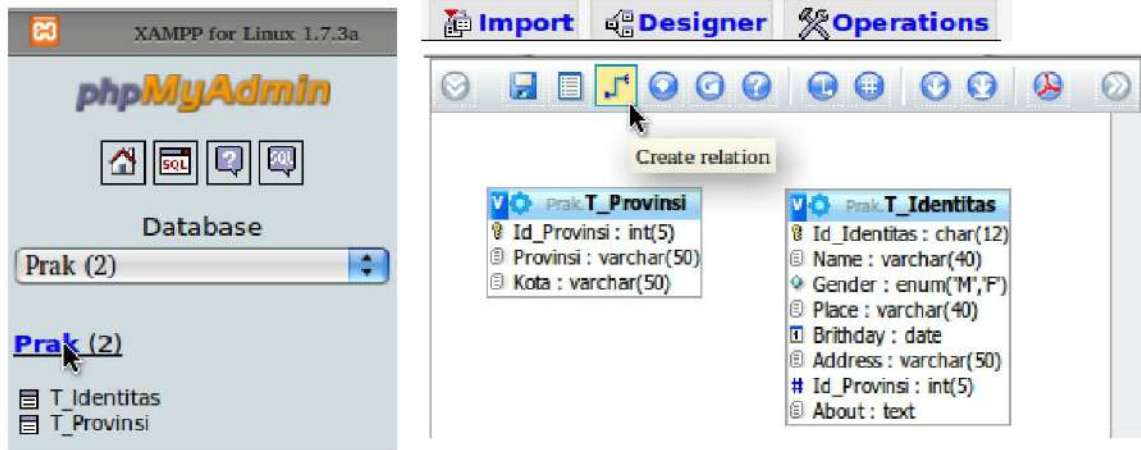 XAMPP for Linux 1.7.3a
phpMyAdmin
SQL
SQL
Database
Prak (2)
Prak (2)
T_Identitas
T_Provinsi
Import Designer Operations
Create relation
Prak.T_Provinsi
Id_Provinsi : int(5)
Provinsi : varchar(50)
Kota : varchar(50)
Prak.T_Identitas
Id_Identitas : char(12)
Name : varchar(40)
Gender : enum("M","F")
Place : varchar(40)
Brithday : date
Address : varchar(50)
# Id_Provinsi : int(5)
About : text